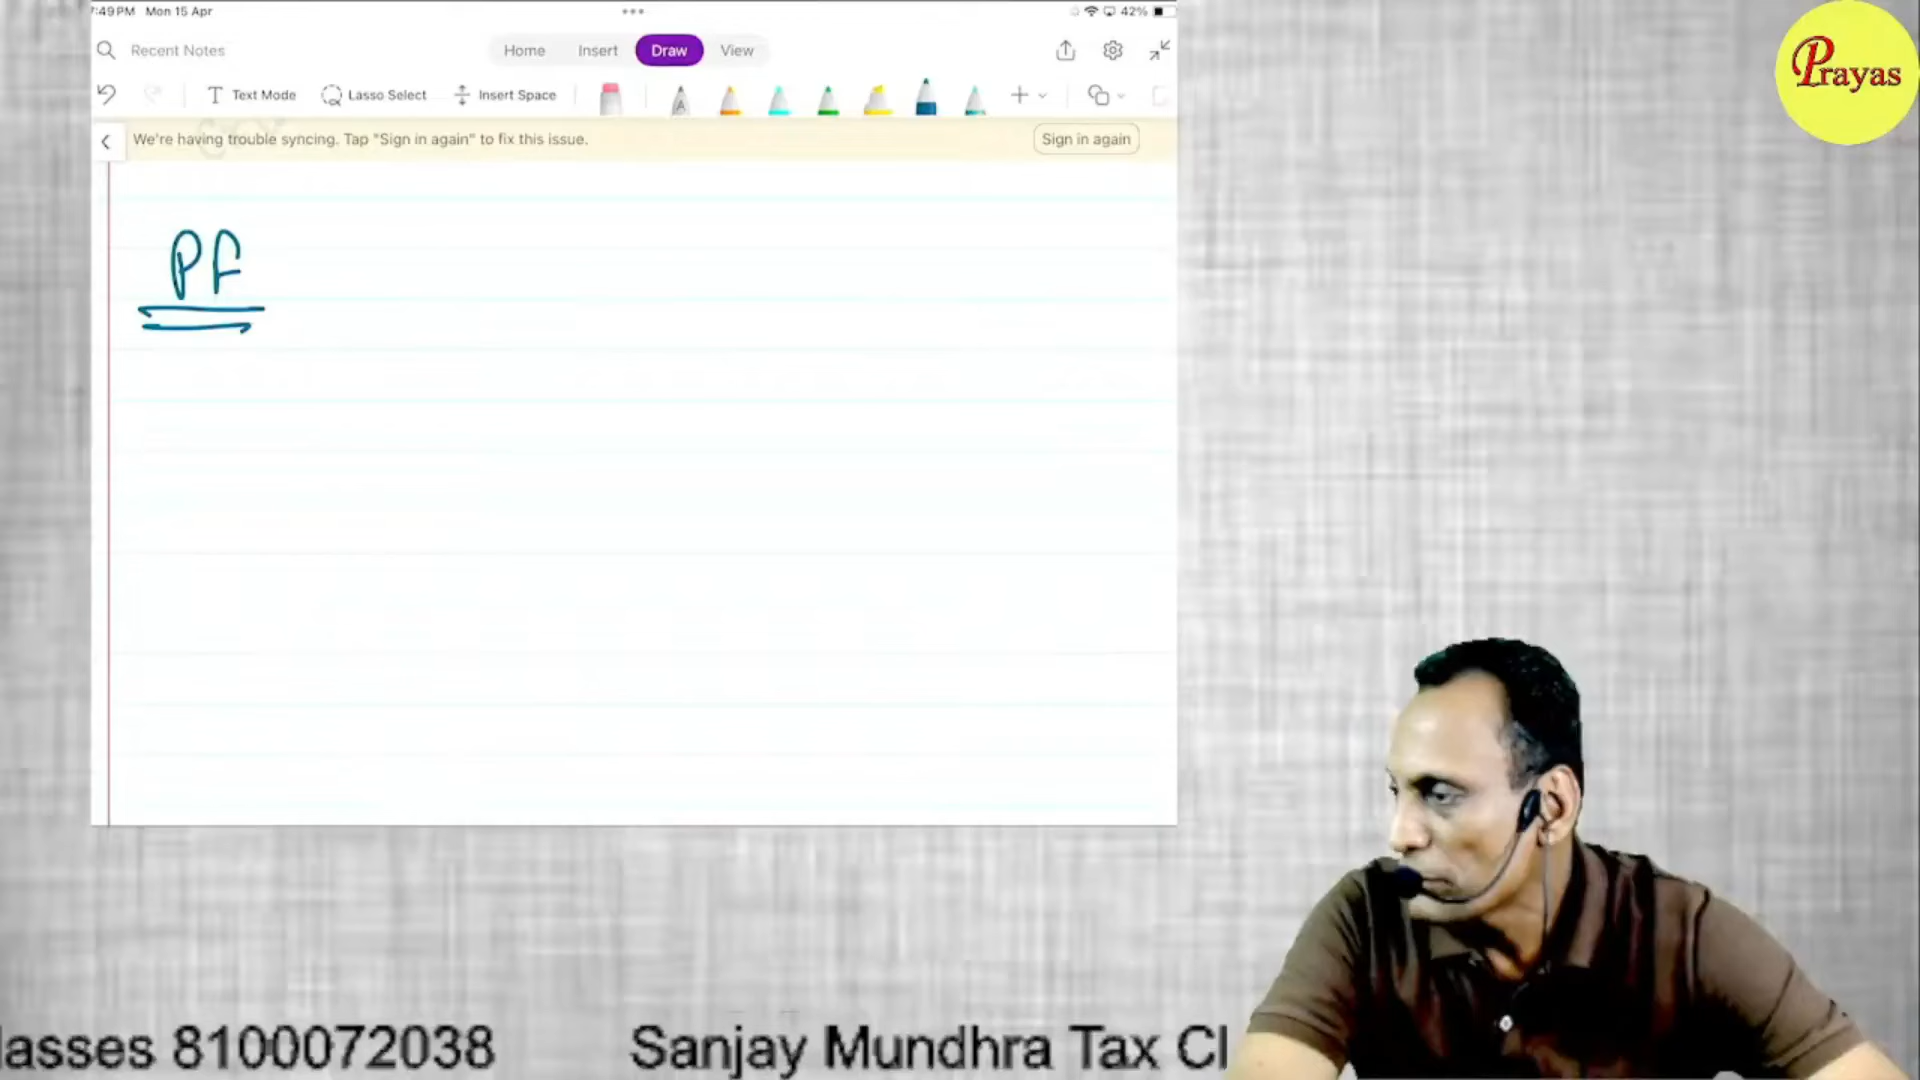 7:49PM Mon 15 Apr
42%
Recent Notes
Home Insert Draw View
Text Mode Lasso Select Insert Space
We're having trouble syncing. Tap "Sign in again" to fix this issue.
Sign in again
PF
Prayas
lasses 8100072038 Sanjay Mundhra Tax Cl